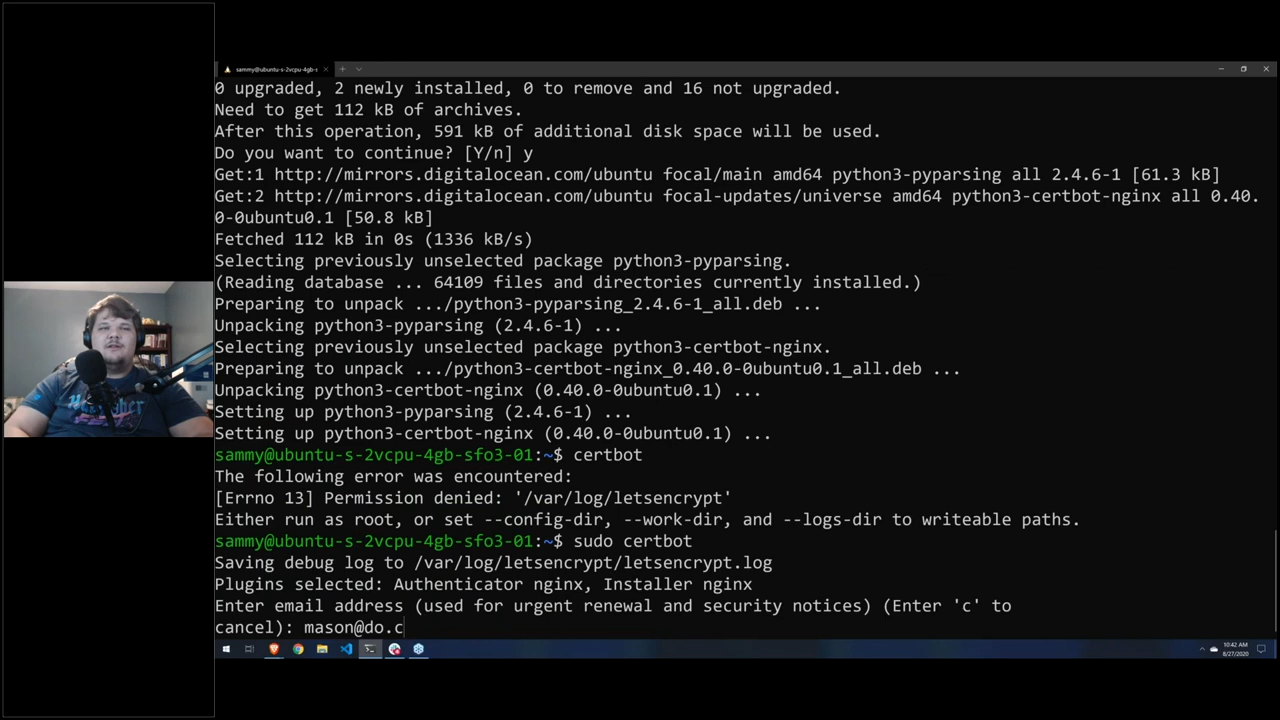 sammy@ubuntu-s-2vcpu-4gb-s
0 upgraded, 2 newly installed, 0 to remove and 16 not upgraded.
Need to get 112 kB of archives.
After this operation, 591 kB of additional disk space will be used.
Do you want to continue? [Y/n] y
Get:1 http://mirrors.digitalocean.com/ubuntu focal/main amd64 python3-pyparsing all 2.4.6-1 [61.3 kB]
Get:2 http://mirrors.digitalocean.com/ubuntu focal-updates/universe amd64 python3-certbot-nginx all 0.40.
0-0ubuntu0.1 [50.8 kB]
Fetched 112 kB in 0s (1336 kB/s)
Selecting previously unselected package python3-pyparsing.
(Reading database ... 64109 files and directories currently installed.)
Preparing to unpack .../python3-pyparsing_2.4.6-1_all.deb ...
Unpacking python3-pyparsing (2.4.6-1) ...
Selecting previously unselected package python3-certbot-nginx.
Preparing to unpack .../python3-certbot-nginx_0.40.0-0ubuntu0.1_all.deb ...
Unpacking python3-certbot-nginx (0.40.0-0ubuntu0.1) ...
Setting up python3-pyparsing (2.4.6-1) ...
Setting up python3-certbot-nginx (0.40.0-0ubuntu0.1) ...
sammy@ubuntu-s-2vcpu-4gb-sfo3-01:~$ certbot
The following error was encountered:
[Errno 13] Permission denied: '/var/log/letsencrypt'
Either run as root, or set --config-dir, --work-dir, and --logs-dir to writeable paths.
sammy@ubuntu-s-2vcpu-4gb-sfo3-01:~$ sudo certbot
Saving debug log to /var/log/letsencrypt/letsencrypt.log
Plugins selected: Authenticator nginx, Installer nginx
Enter email address (used for urgent renewal and security notices) (Enter 'c' to
cancel): mason@do.c
10:42 AM
8/27/2020